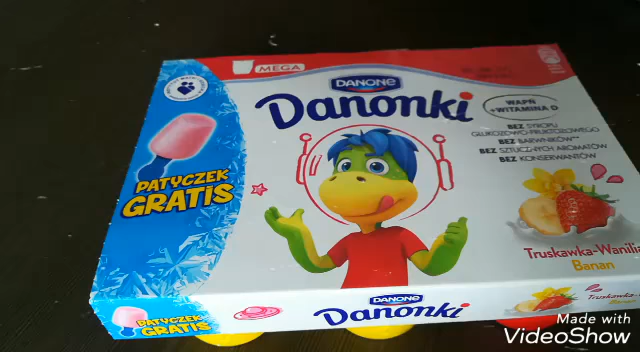 MEGA
DANONE
Danonki
WAPŃ
+WITAMINA D
BEZ SYROPU
GLUKOZOWO-FRUKTOZOWEGO
BEZ BARWNIKÓW**
BEZ SZTUCZNYCH AROMATÓW
BEZ KONSERWANTÓW
PATYCZEK
GRATIS
Truskawka-Wanilia
Banan
DANONE
Danonki
PATYCZEK
GRATIS
Truskawka-
Made with
VideoShow